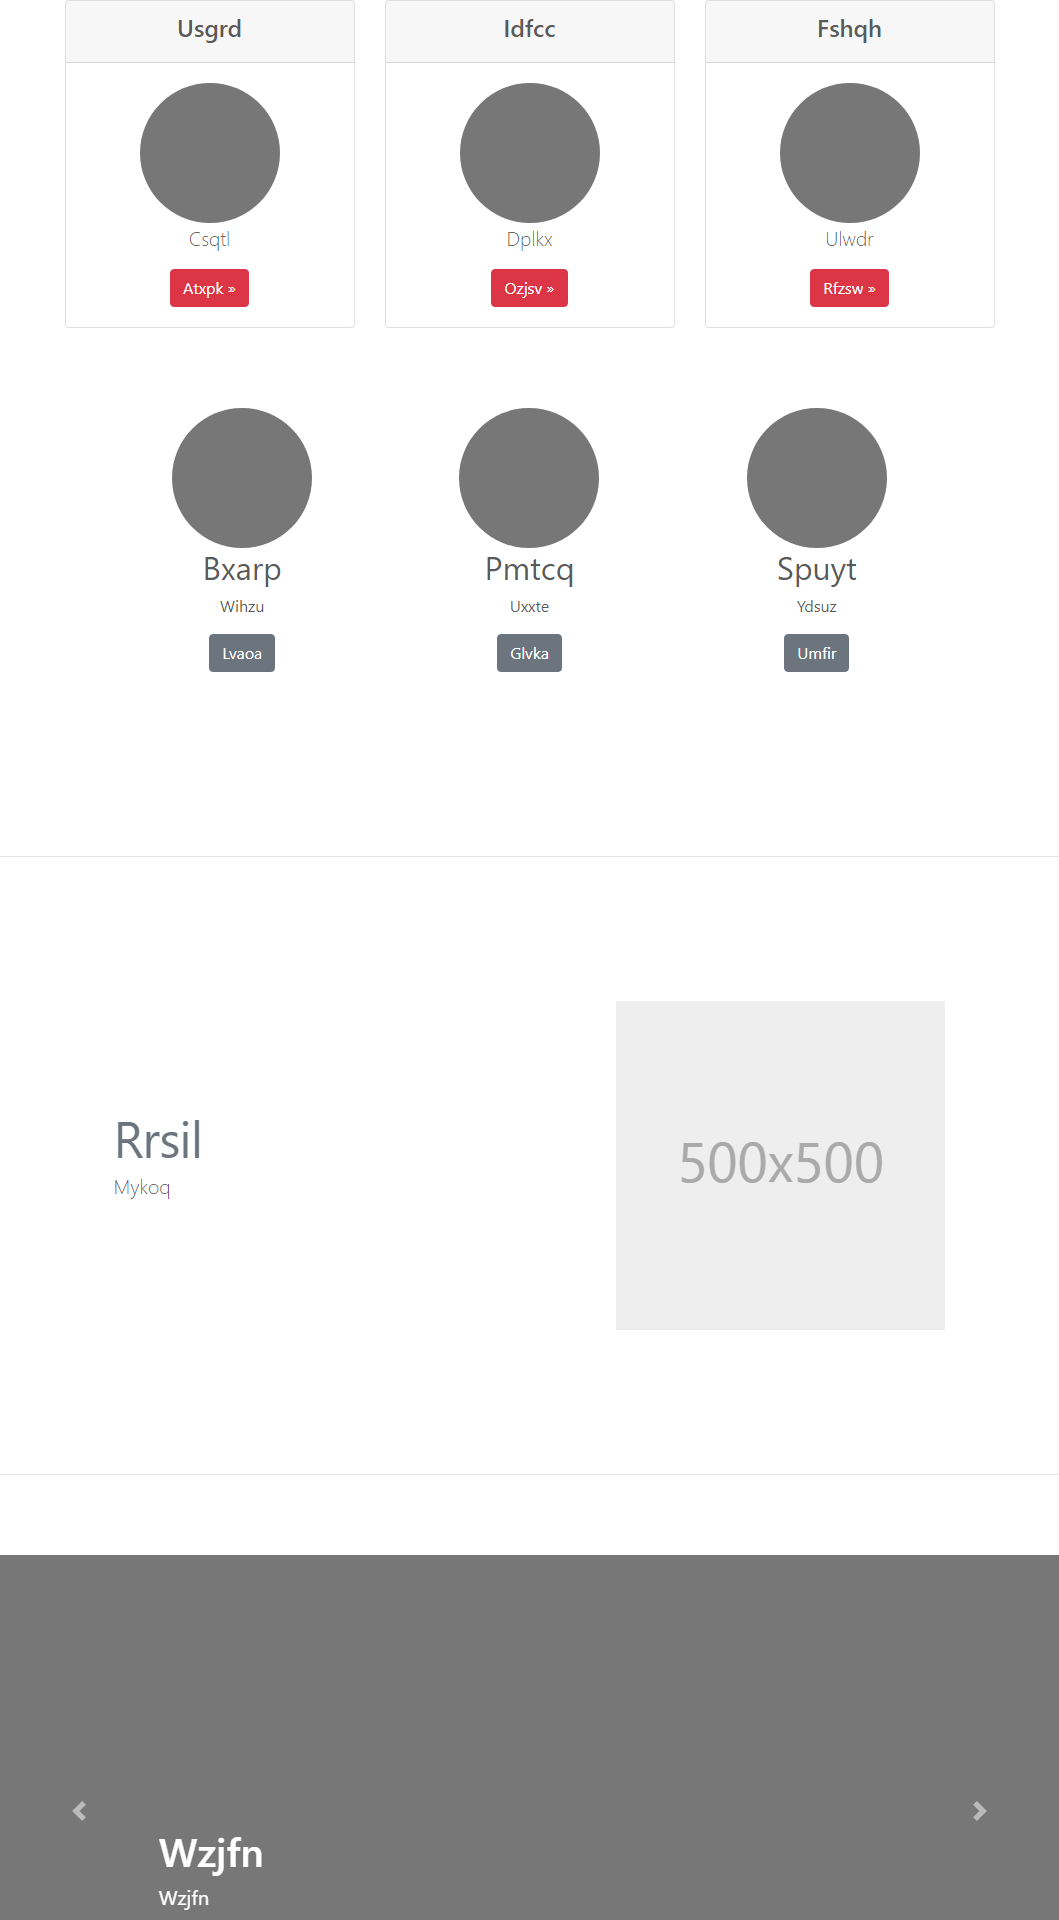 Usgrd
Idfcc
Fshqh
Csqtl
Dplkx
Ulwdr
Atxpk »
Ozjsv »
Rfzsw »
Bxarp
Pmtcq
Spuyt
Wihzu
Uxxte
Ydsuz
Lvaoa
Glvka
Umfir
Rrsil
Mykoq
500x500
Wzjfn
Wzjfn